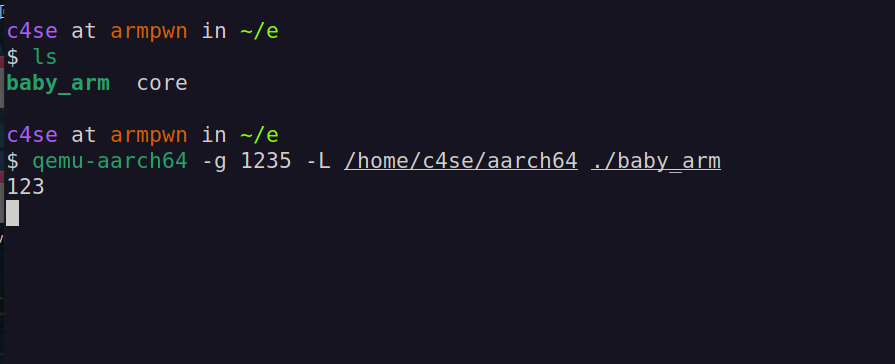 c4se at armpwn in ~/e
$ ls
baby_arm  core
c4se at armpwn in ~/e
$ qemu-aarch64 -g 1235 -L /home/c4se/aarch64 ./baby_arm
123